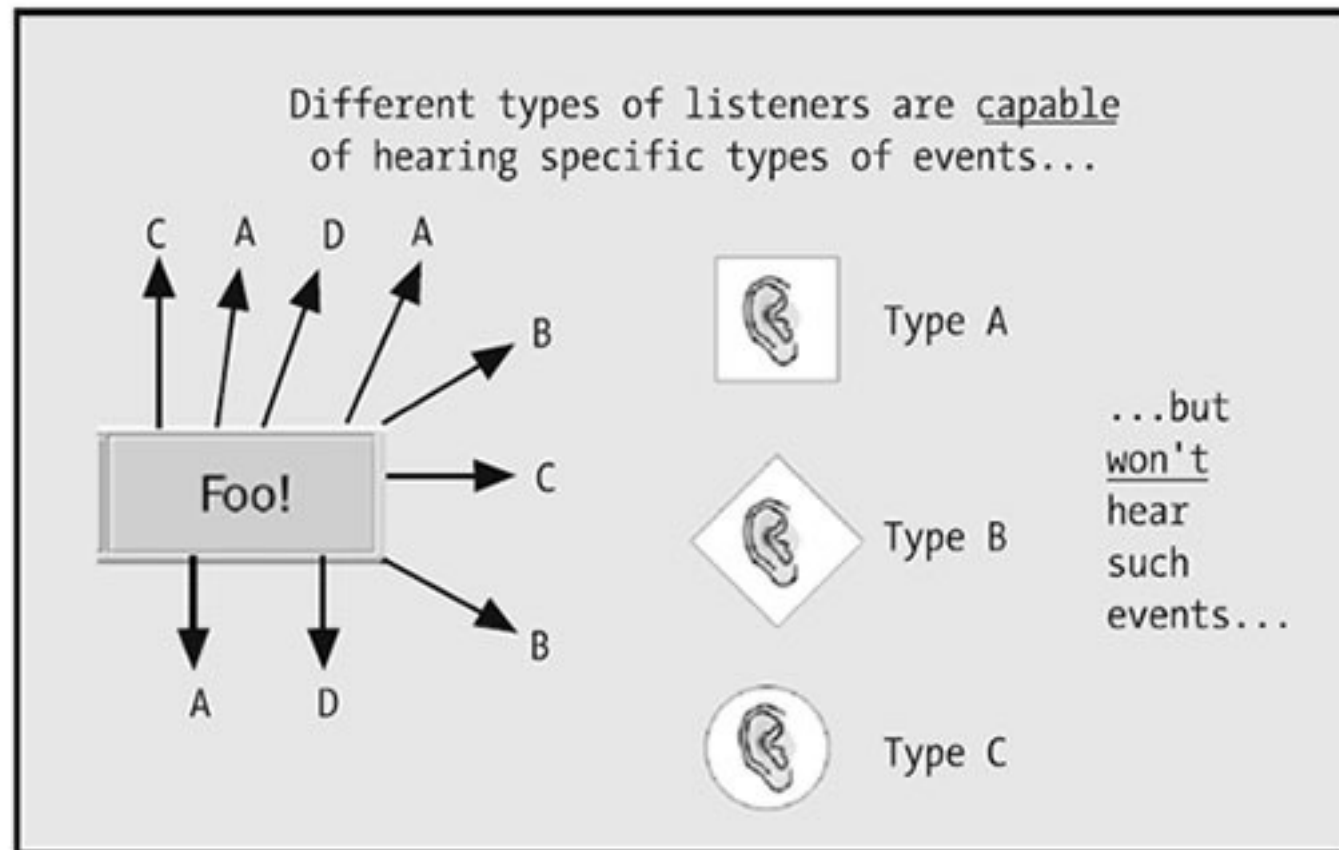 Different types of listeners are capable
of hearing specific types of events...
C
A
D
A
B
C
B
A
D
Foo!
Type A
Type B
Type C
...but
won't
hear
such
events...